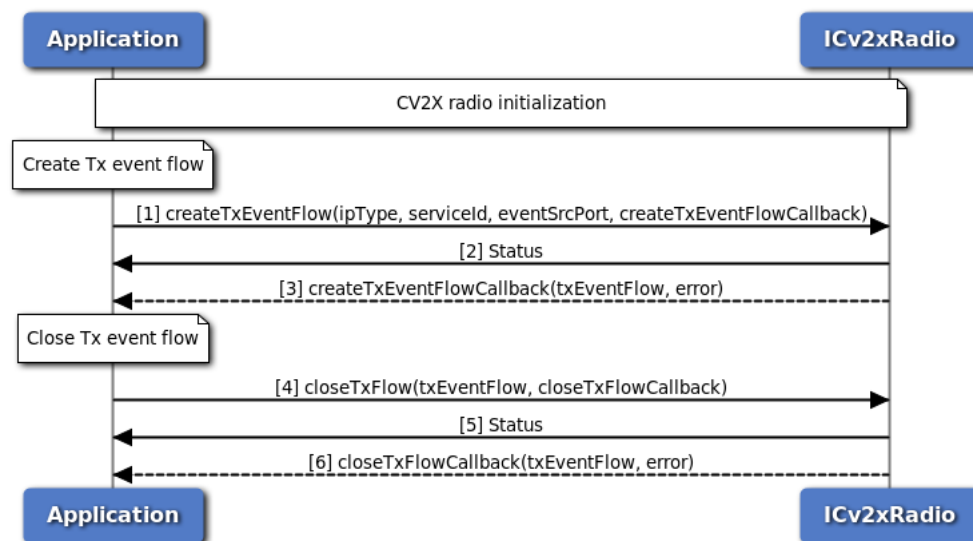 Application
ICv2xRadio
CV2X radio initialization
Create Tx event flow
[1] createTxEventFlow(ipType, serviceId, eventSrcPort, createTxEventFlowCallback)
[2] Status
[3] createTxEventFlowCallback(txEventFlow, error)
Close Tx event flow
[4] closeTxFlow(txEventFlow, closeTxFlowCallback)
[5] Status
[6] closeTxFlowCallback(txEventFlow, error)
Application
ICv2xRadio